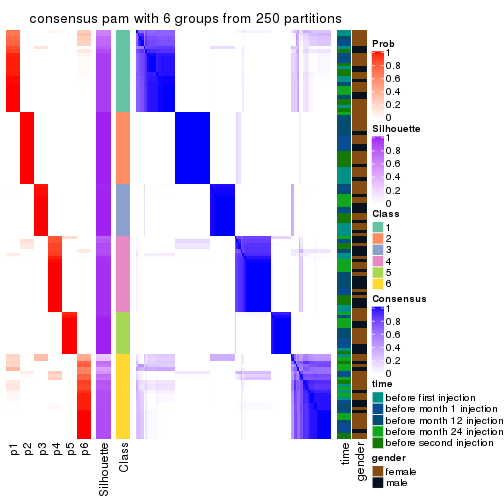 consensus pam with 6 groups from 250 partitions
Prob
1
0.8
0.6
0.4
0.2
0
Silhouette
1
0.8
0.6
0.4
0.2
0
Class
1
2
3
4
5
6
Consensus
1
0.8
0.6
0.4
0.2
0
time
before first injection
before month 1 injection
before month 12 injection
before month 24 injection
before second injection
gender
female
male
p1
p2
p3
p4
p5
p6
Silhouette
Class
time
gender